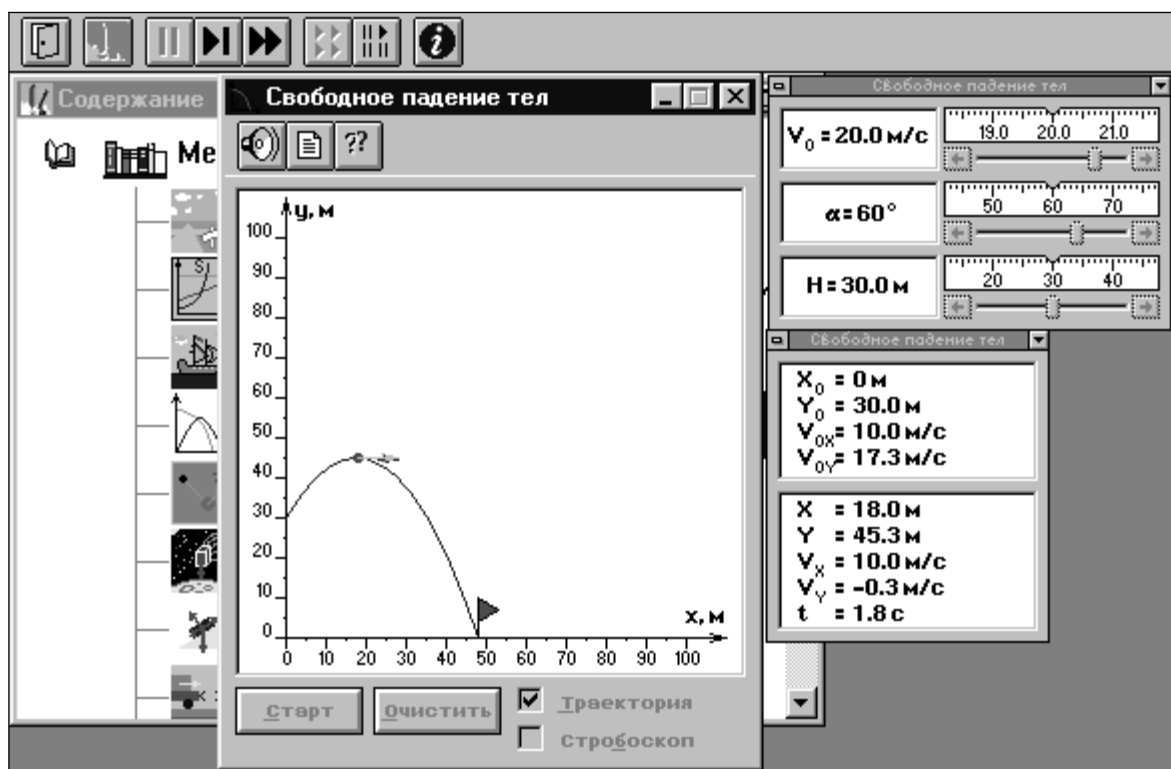 Содержание
Ме
Свободное падение тел
??
y, м
100
90
80
70
60
50
40
30
20
10
0
0 10 20 30 40 50 60 70 80 90 100
x, м
Старт
Очистить
Траектория
Стробоскоп
Свободное падение тел
V0 = 20.0 м/с
19.0 20.0 21.0
α = 60°
50 60 70
H = 30.0 м
20 30 40
Свободное падение тел
X0 = 0 м
Y0 = 30.0 м
V0X = 10.0 м/с
V0Y = 17.3 м/с
X = 18.0 м
Y = 45.3 м
VX = 10.0 м/с
VY = -0.3 м/с
t = 1.8 с